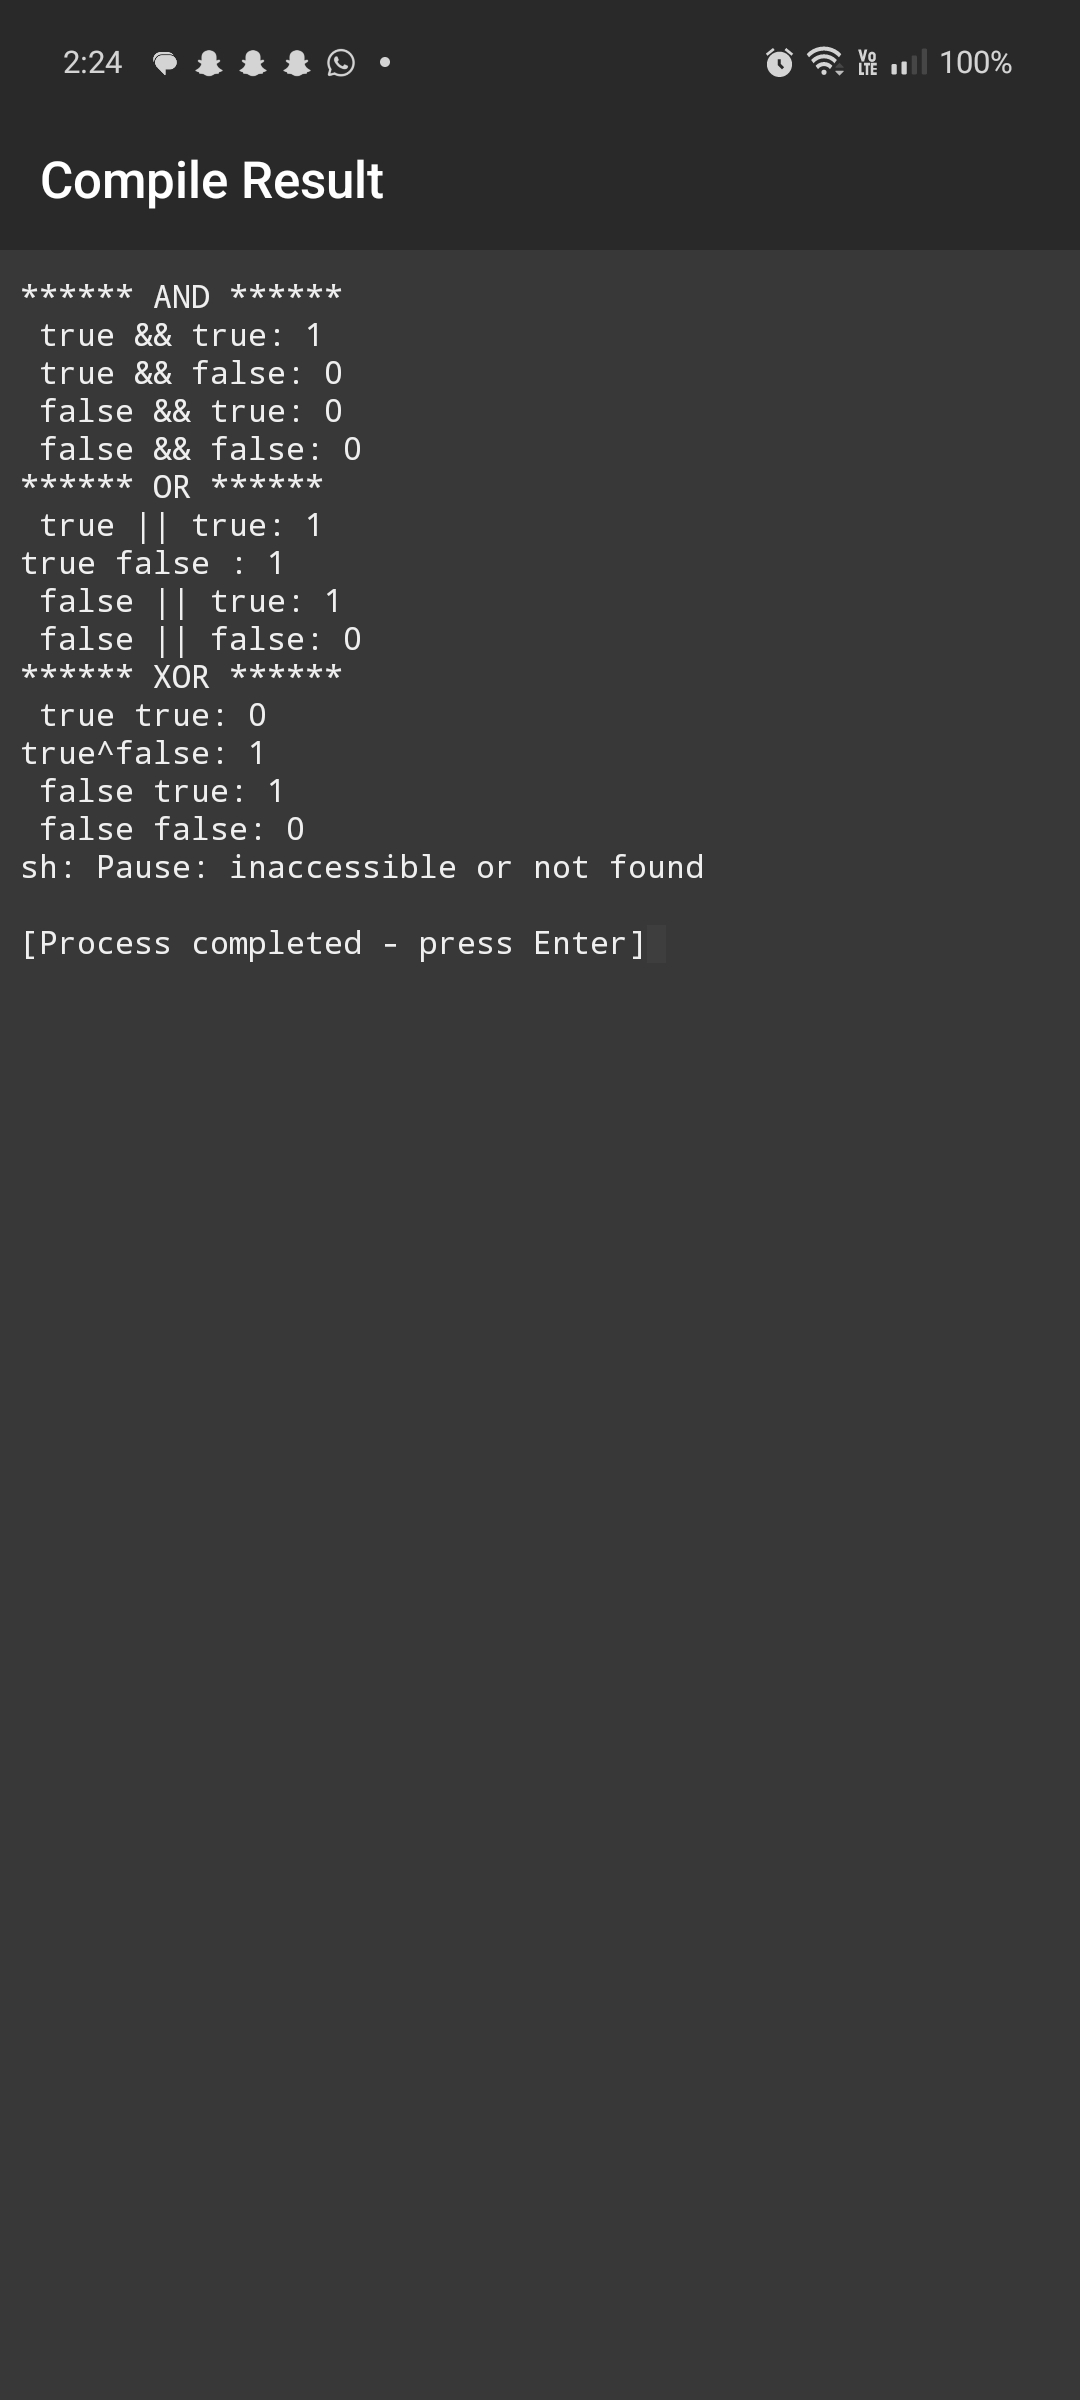 2:24 Vo LTE 100%
Compile Result
****** AND ******
true && true: 1
true && false: 0
false && true: 0
false && false: 0
****** OR ******
true || true: 1
true false : 1
false || true: 1
false || false: 0
****** XOR ******
true true: 0
true^false: 1
false true: 1
false false: 0
sh: Pause: inaccessible or not found
[Process completed - press Enter]